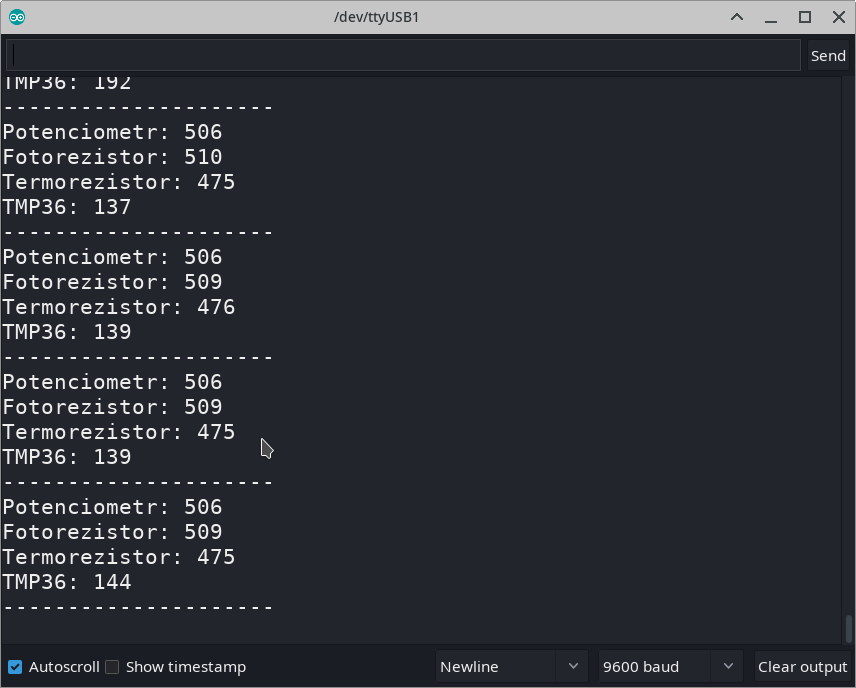 /dev/ttyUSB1
Send
TMP36: 192
---------------------
Potenciometr: 506
Fotorezistor: 510
Termorezistor: 475
TMP36: 137
---------------------
Potenciometr: 506
Fotorezistor: 509
Termorezistor: 476
TMP36: 139
---------------------
Potenciometr: 506
Fotorezistor: 509
Termorezistor: 475
TMP36: 139
---------------------
Potenciometr: 506
Fotorezistor: 509
Termorezistor: 475
TMP36: 144
---------------------
Autoscroll Show timestamp Newline 9600 baud Clear output